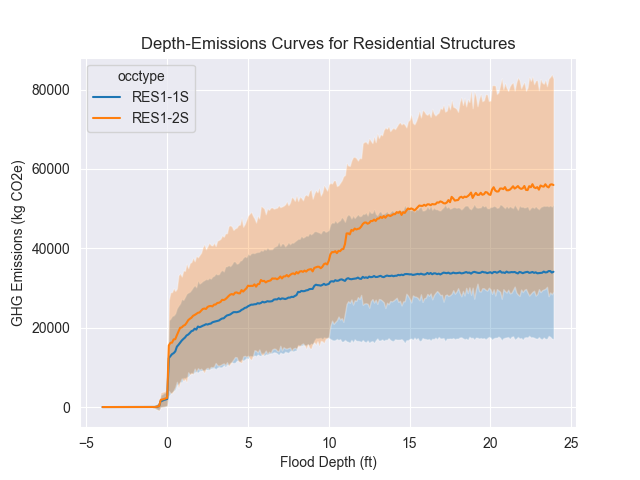 Depth-Emissions Curves for Residential Structures
occtype
RES1-1S
RES1-2S
GHG Emissions (kg CO2e)
80000
60000
40000
20000
0
−5
0
5
10
15
20
25
Flood Depth (ft)